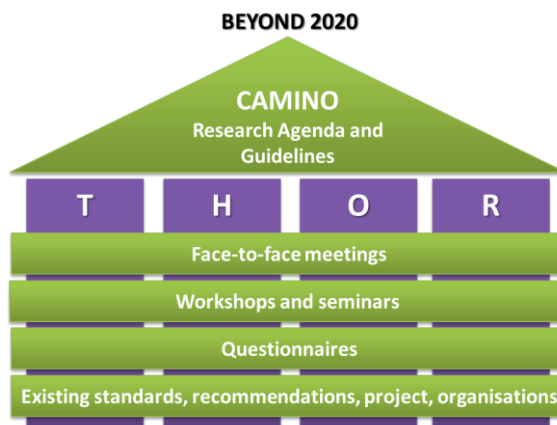 BEYOND 2020
CAMINO
Research Agenda and
Guidelines
T H O R
Face-to-face meetings
Workshops and seminars
Questionnaires
Existing standards, recommendations, project, organisations